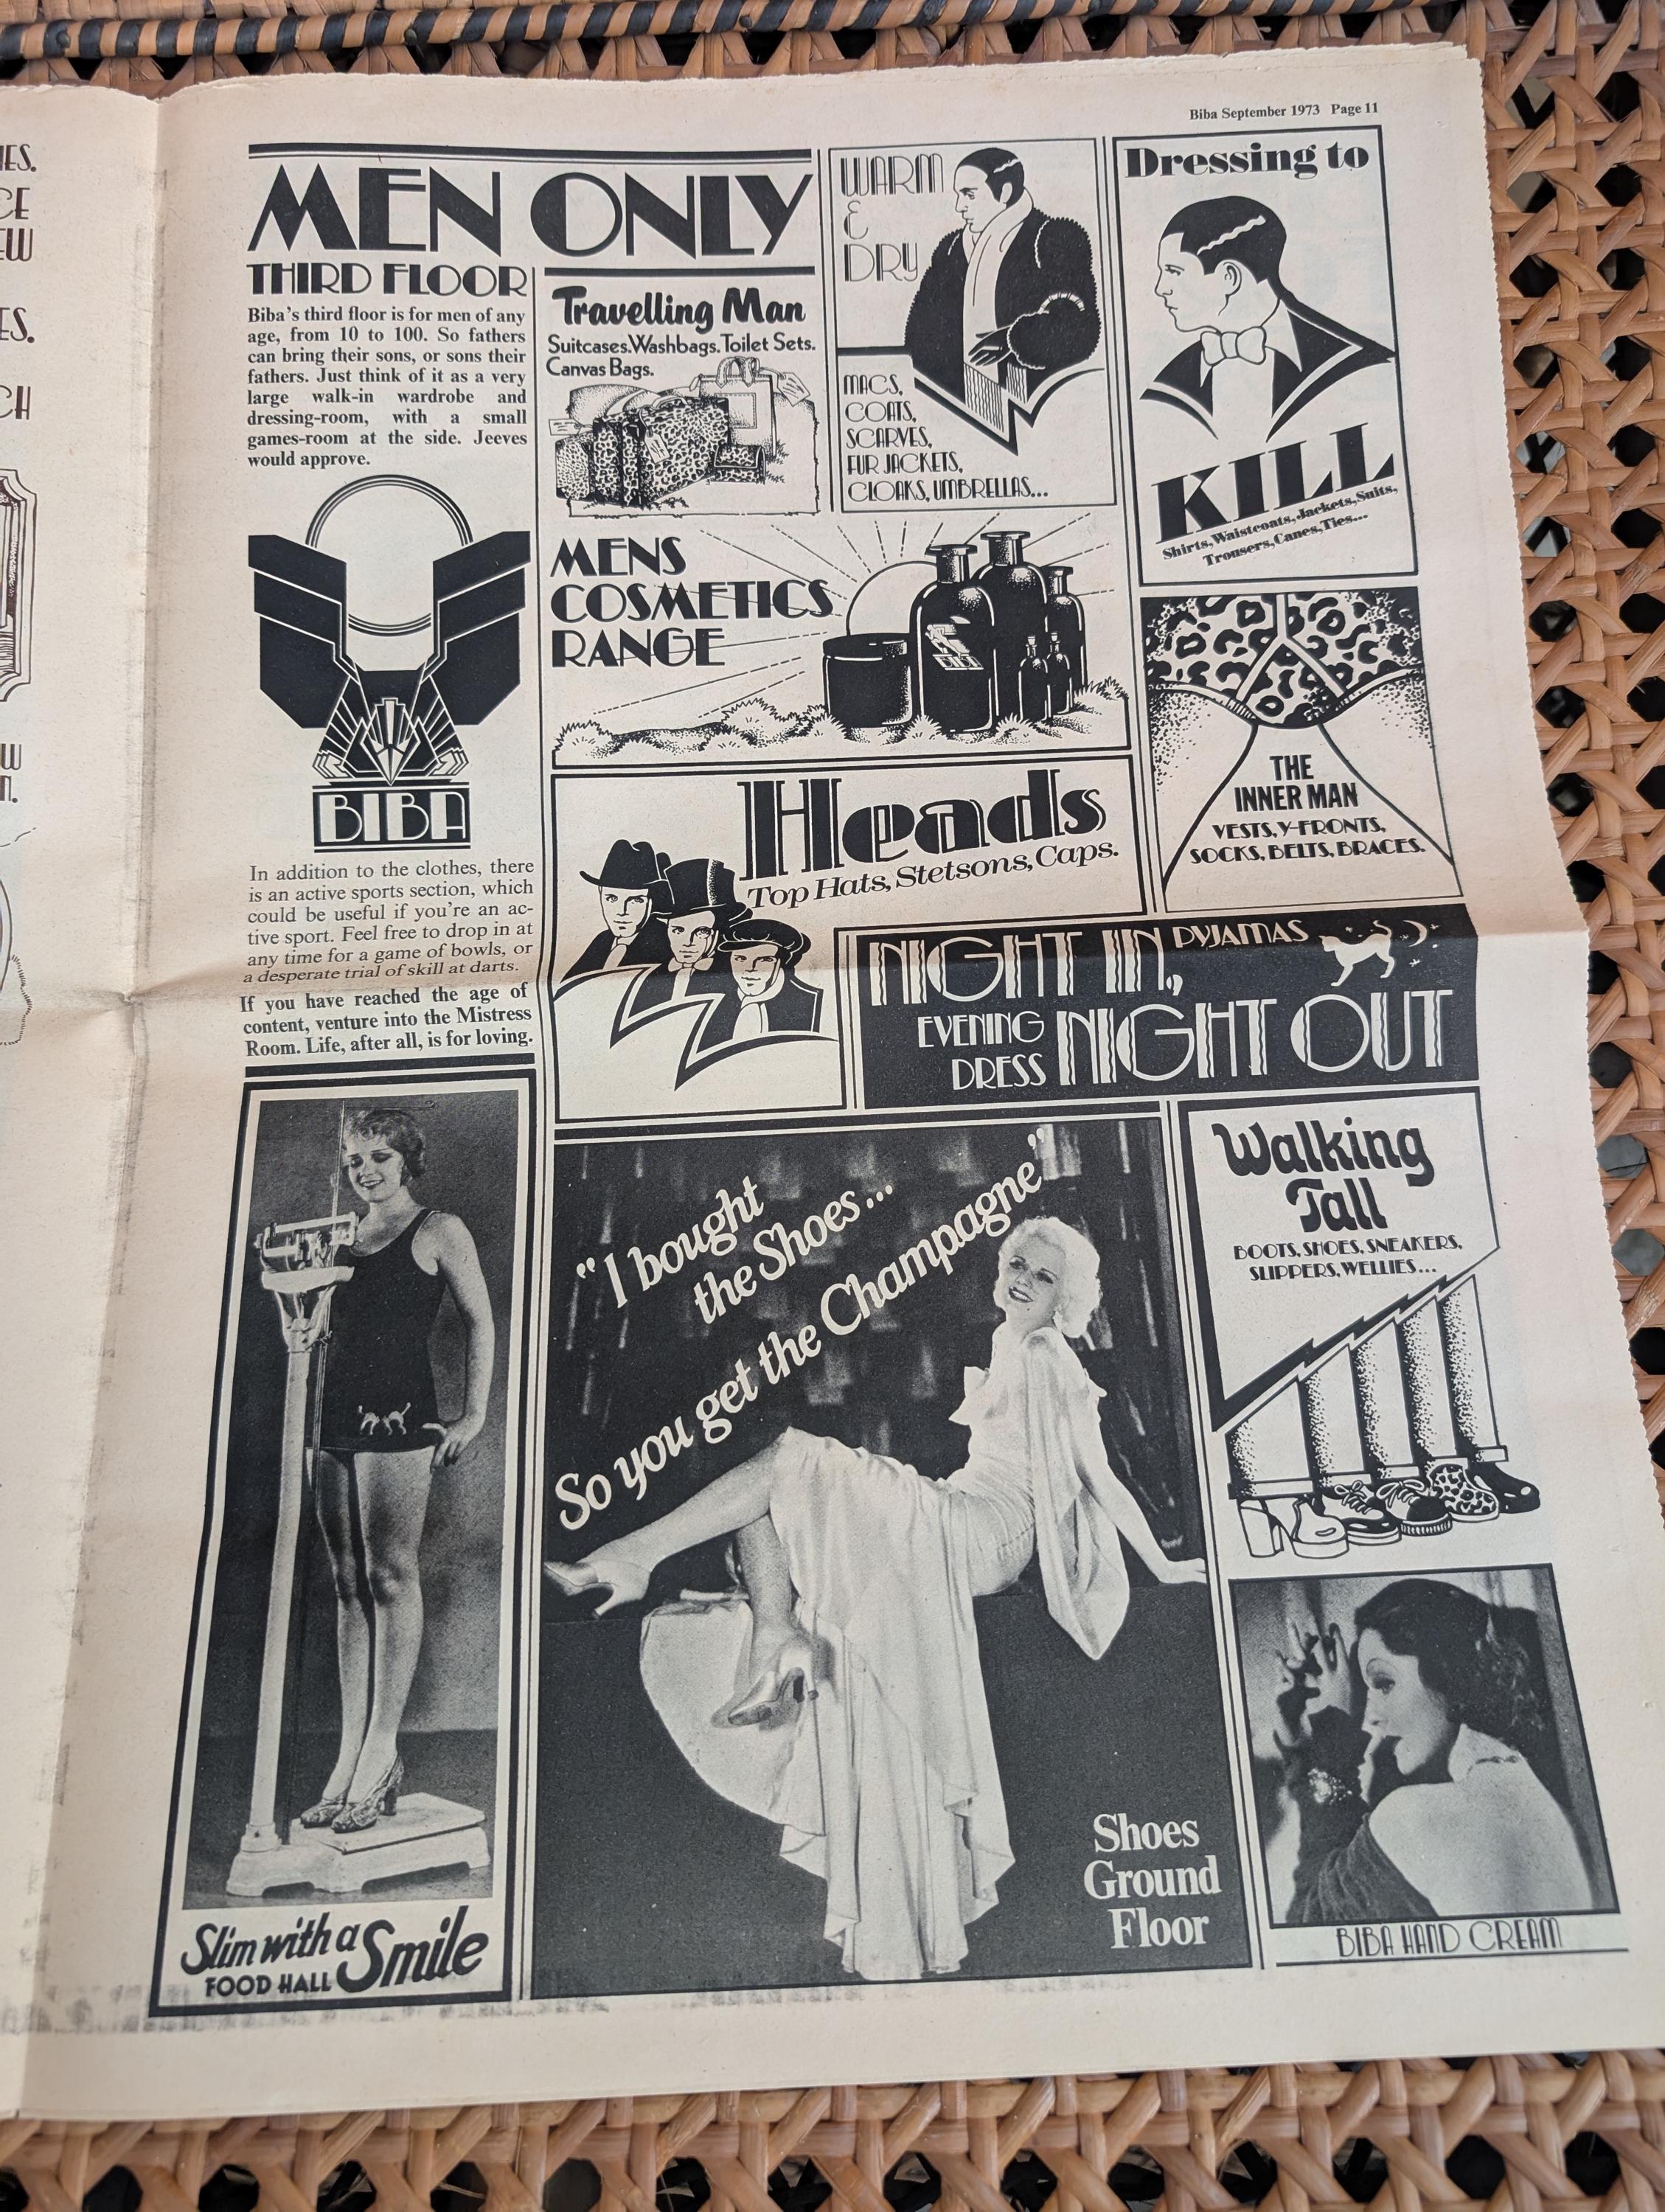 IES.
CE
EW
ES.
CH
W
n.
Biba September 1973 Page 11
MEN ONLY
THIRD FLOOR
Biba's third floor is for men of any
age, from 10 to 100. So fathers
can bring their sons, or sons their
fathers. Just think of it as a very
large walk-in wardrobe and
dressing-room, with a small
games-room at the side. Jeeves
would approve.
BIBA
In addition to the clothes, there
is an active sports section, which
could be useful if you're an ac-
tive sport. Feel free to drop in at
any time for a game of bowls, or
a desperate trial of skill at darts.
If you have reached the age of
content, venture into the Mistress
Room. Life, after all, is for loving.
Travelling Man
Suitcases.Washbags.Toilet Sets.
Canvas Bags.
WARM
&
DRY
MACS,
COATS,
SCARVES,
FUR JACKETS,
CLOAKS, UMBRELLAS...
Dressing to
KILL
Shirts,Waistcoats,Jackets,Suits,
Trousers,Canes,Ties...
MENS
COSMETICS
RANGE
THE
INNER MAN
VESTS,Y-FRONTS,
SOCKS, BELTS, BRACES.
Heads
Top Hats, Stetsons, Caps.
NIGHT IN, PYJAMAS
EVENING
DRESS NIGHT OUT
Slim with a Smile
FOOD HALL
"I bought
the Shoes...
So you get the Champagne"
Shoes
Ground
Floor
Walking
Tall
BOOTS, SHOES, SNEAKERS,
SLIPPERS, WELLIES...
BIBA HAND CREAM